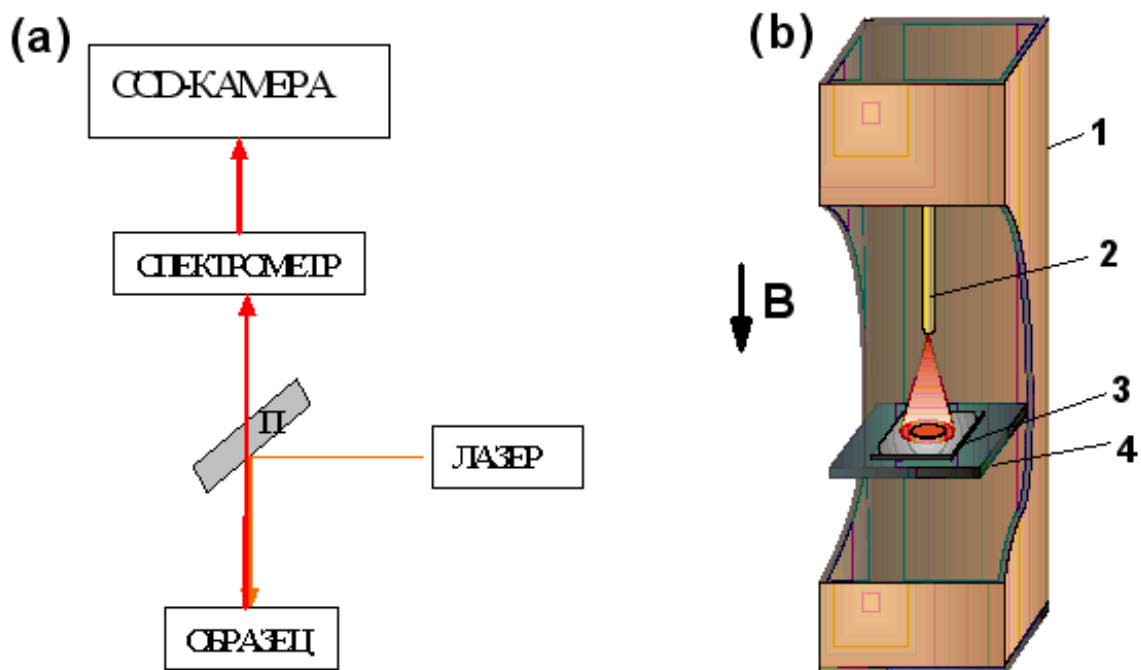 (a)
CCD-КАМЕРА
СПЕКТРОМЕТР
П
ЛАЗЕР
ОБРАЗЕЦ
(b)
1
2
B
3
4